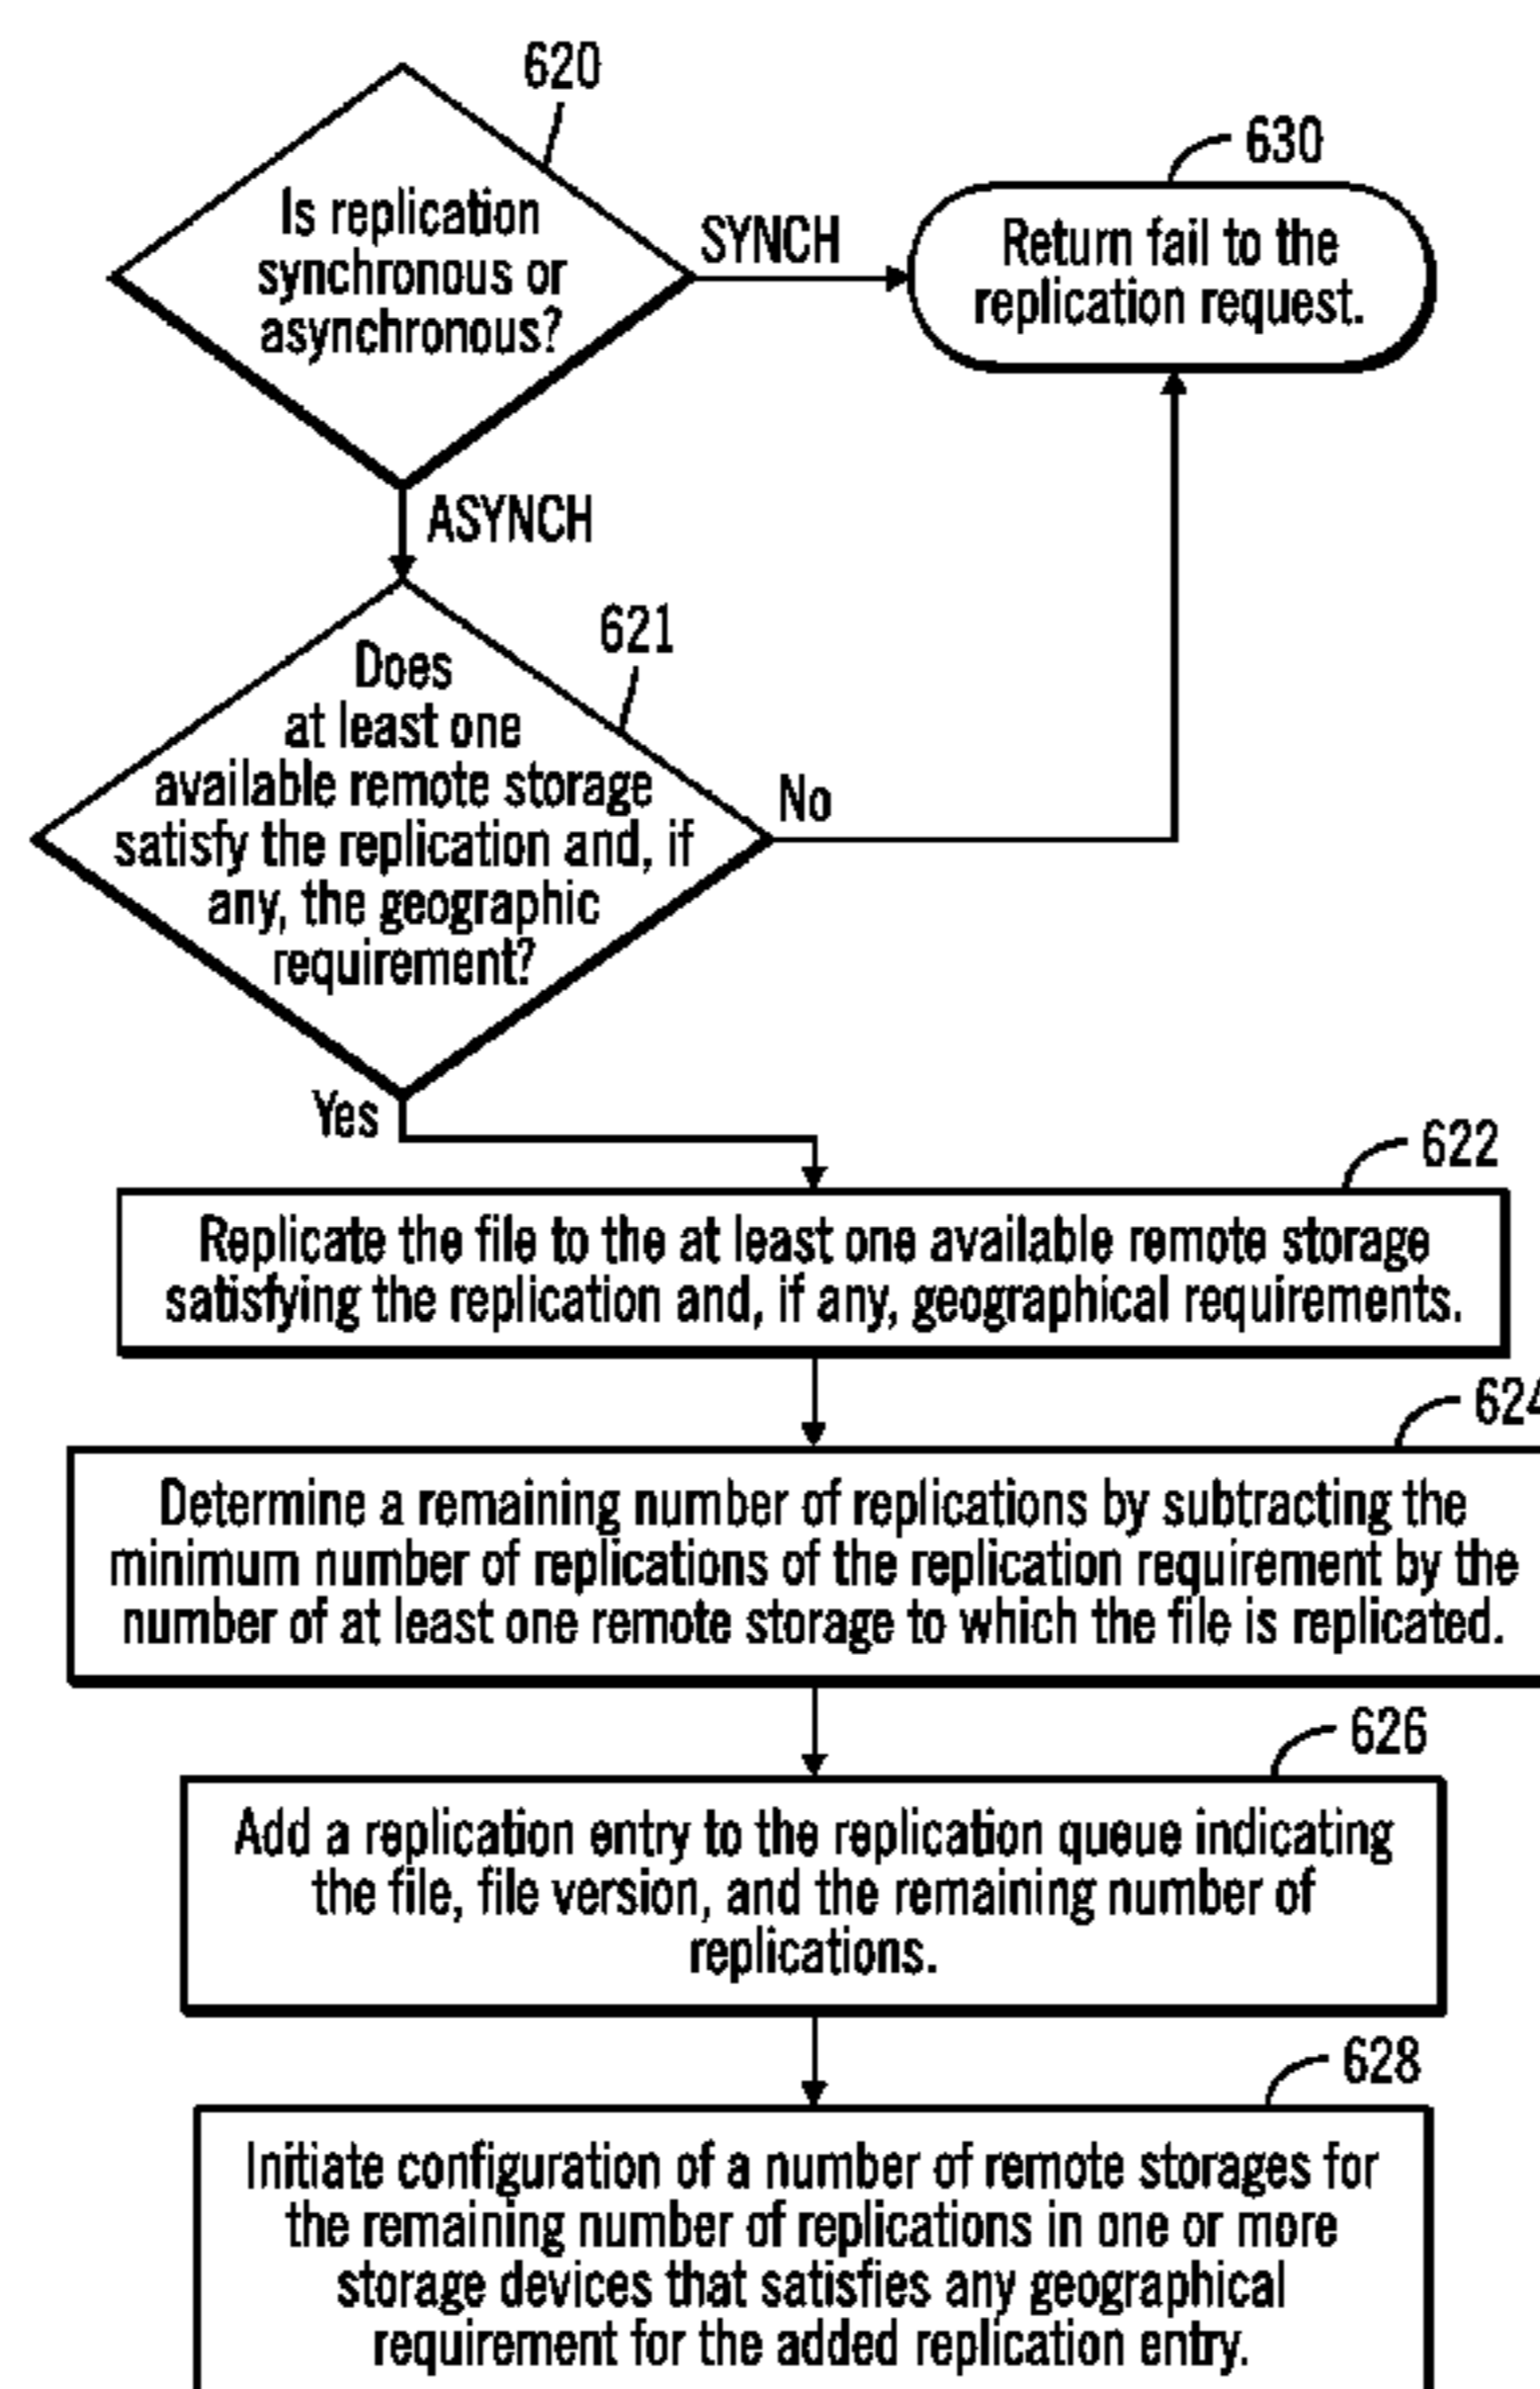 620
Is replication
synchronous or
asynchronous?
SYNCH
630
Return fail to the
replication request.
ASYNCH
621
Does
at least one
available remote storage
satisfy the replication and, if
any, the geographic
requirement?
No
Yes
622
Replicate the file to the at least one available remote storage
satisfying the replication and, if any, geographical requirements.
624
Determine a remaining number of replications by subtracting the
minimum number of replications of the replication requirement by the
number of at least one remote storage to which the file is replicated.
626
Add a replication entry to the replication queue indicating
the file, file version, and the remaining number of
replications.
628
Initiate configuration of a number of remote storages for
the remaining number of replications in one or more
storage devices that satisfies any geographical
requirement for the added replication entry.